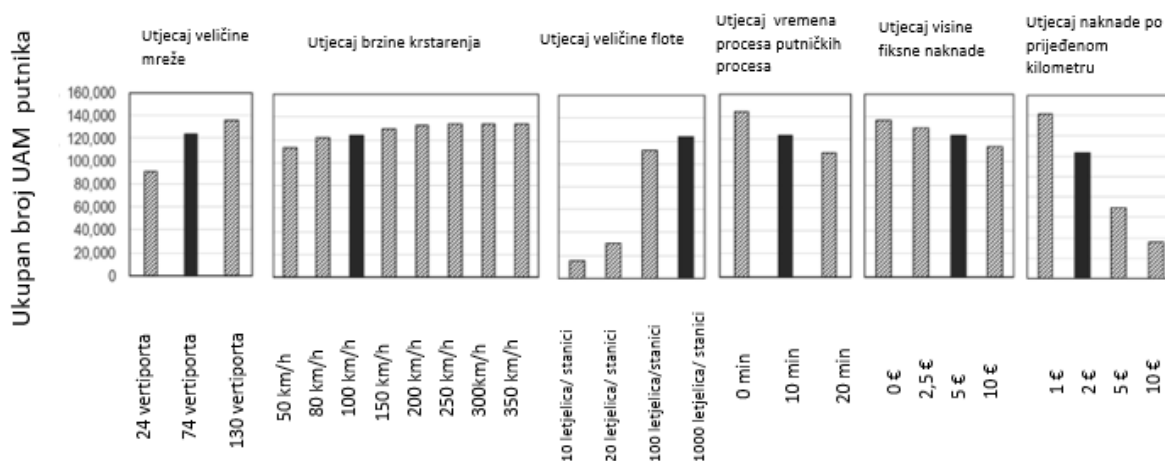 Ukupan broj UAM putnika
Utjecaj veličine
mreže
160,000
140,000
120,000
100,000
80,000
60,000
40,000
20,000
0
24 vertiporta
74 vertiporta
130 vertiporta
Utjecaj brzine krstarenja
50 km/h
80 km/h
100 km/h
150 km/h
200 km/h
250 km/h
300km/h
350 km/h
Utjecaj veličine flote
10 letjelica/ stanici
20 letjelica/ stanici
100 letjelica/stanici
1000 letjelica/ stanici
Utjecaj vremena
procesa putničkih
procesa
0 min
10 min
20 min
Utjecaj visine
fiksne naknade
0 €
2,5 €
5 €
10 €
Utjecaj naknade po
prijeđenom
kilometru
1 €
2 €
5 €
10 €